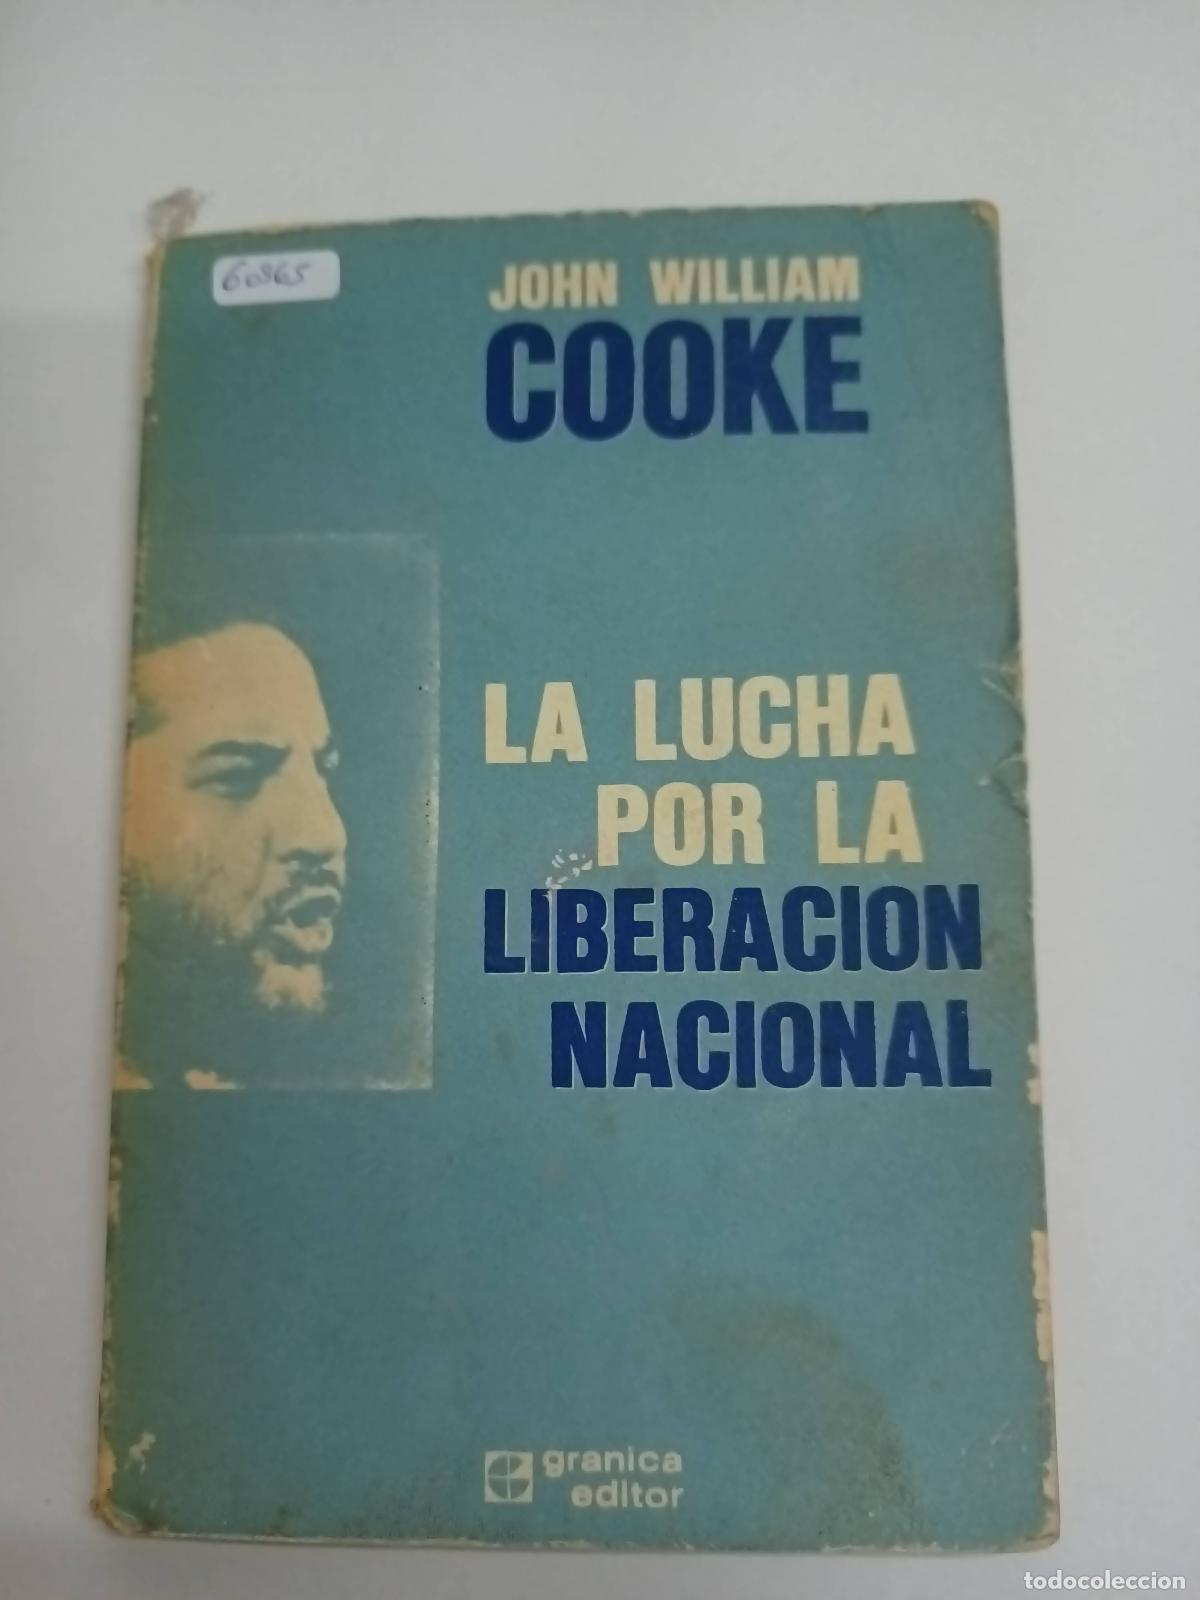 60865
JOHN WILLIAM
COOKE
LA LUCHA
POR LA
LIBERACION
NACIONAL
granica
editor
todocoleccion